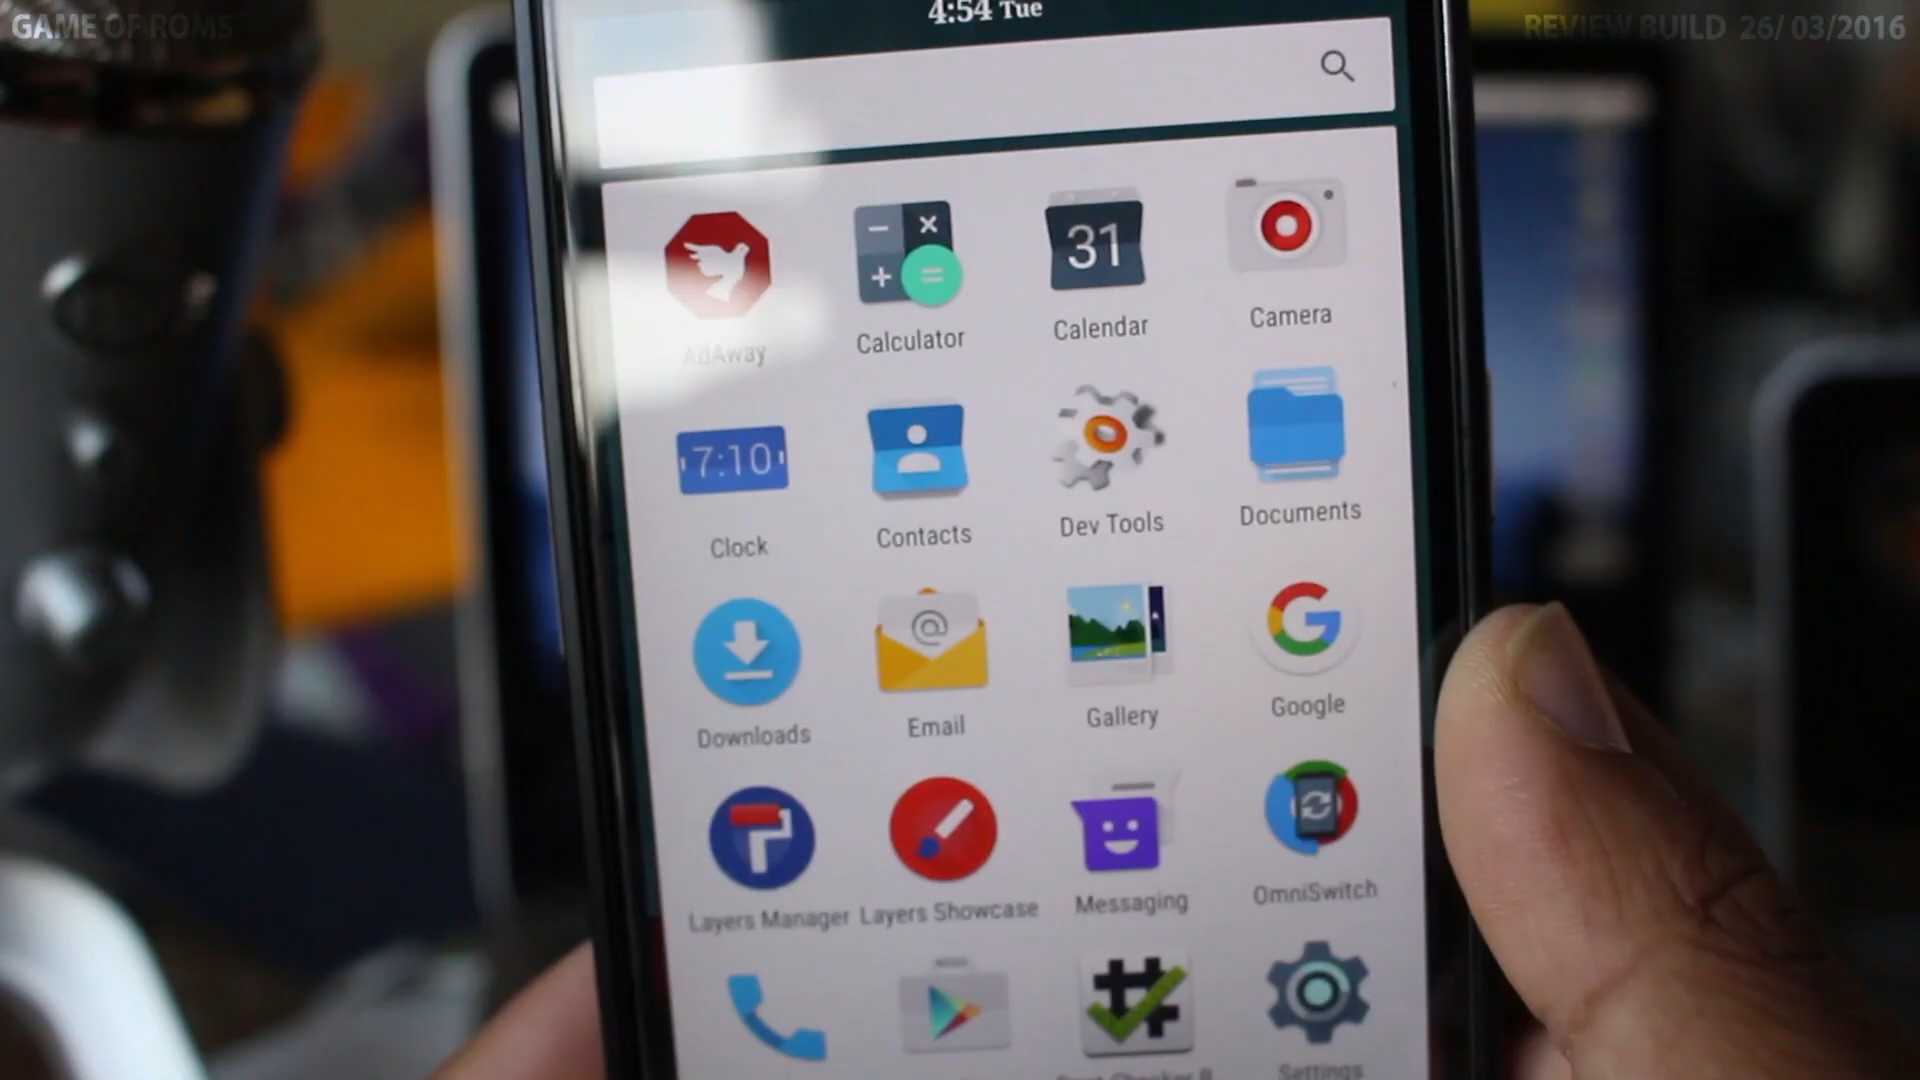 GAME OF ROMS
REVIEW BUILD 26/03/2016
4:54 Tue
31
AdAway
Calculator
Calendar
Camera
7:10
Clock
Contacts
Dev Tools
Documents
@
G
Downloads
Email
Gallery
Google
Layers Manager
Layers Showcase
Messaging
OmniSwitch
Settings